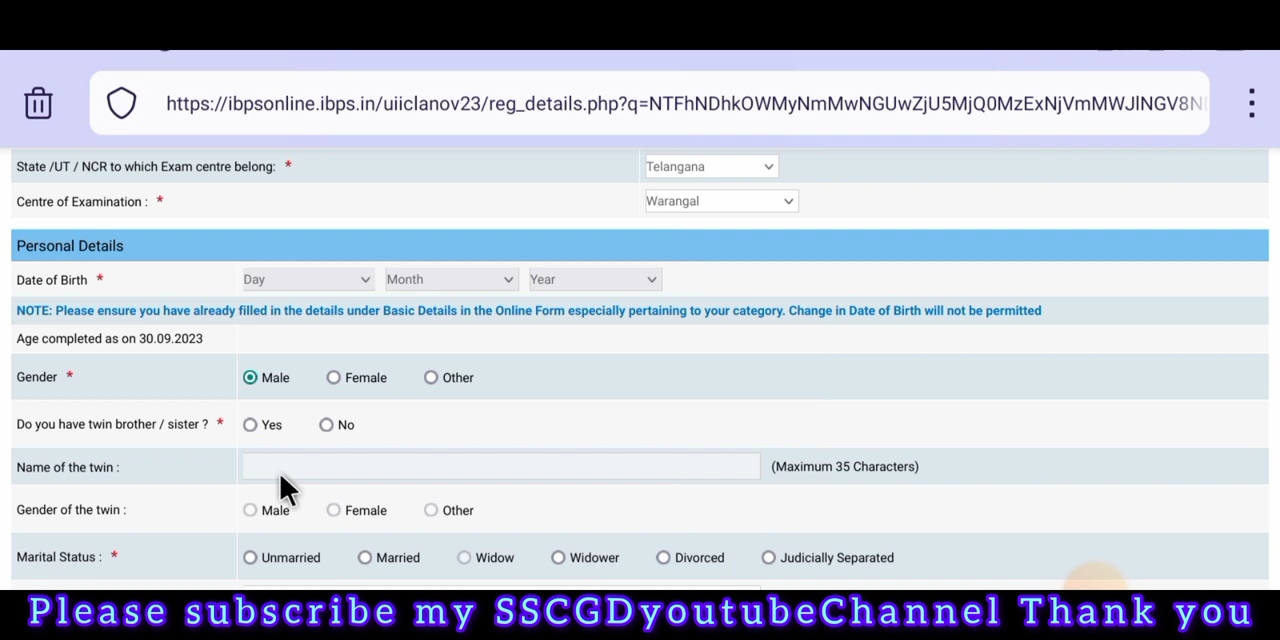 https://ibpsonline.ibps.in/uiiclanov23/reg_details.php?q=NTFhNDhkOWMyNmMwNGUwZjU5MjQ0MzExNjVmMWJlNGV8N
State /UT / NCR to which Exam centre belong: * Telangana
Centre of Examination : * Warangal
Personal Details
Date of Birth * Day Month Year
NOTE: Please ensure you have already filled in the details under Basic Details in the Online Form especially pertaining to your category. Change in Date of Birth will not be permitted
Age completed as on 30.09.2023
Gender * Male Female Other
Do you have twin brother / sister ? * Yes No
Name of the twin : (Maximum 35 Characters)
Gender of the twin : Male Female Other
Marital Status : * Unmarried Married Widow Widower Divorced Judicially Separated
Please subscribe my SSCGDyoutubeChannel Thank you